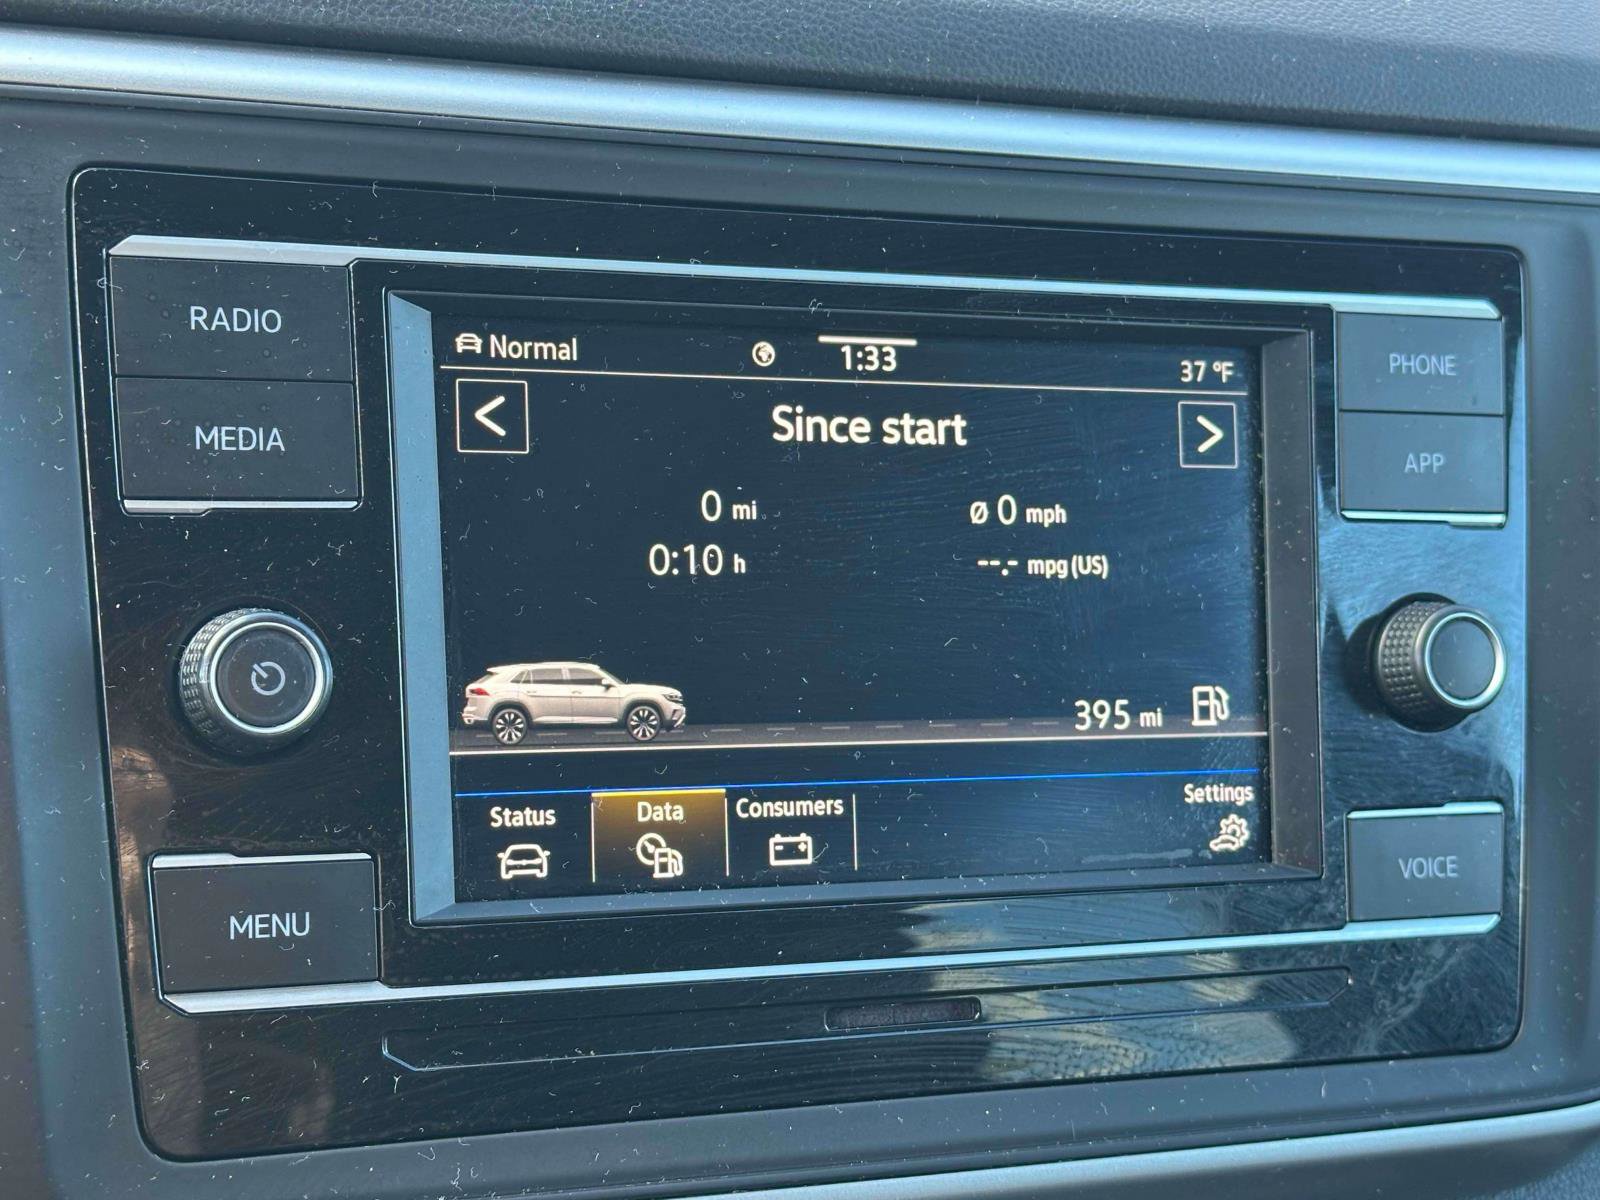 RADIO
MEDIA
MENU
Normal
1:33
37 °F
<
Since start
>
0 mi
Ø 0 mph
0:10 h
--.- mpg (US)
395 mi
Status
Data
Consumers
Settings
PHONE
APP
VOICE